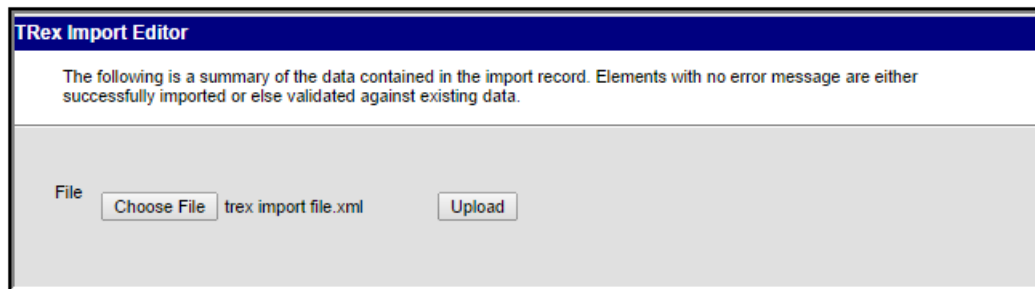 TRex Import Editor
The following is a summary of the data contained in the import record. Elements with no error message are either
successfully imported or else validated against existing data.
File
Choose File trex import file.xml Upload